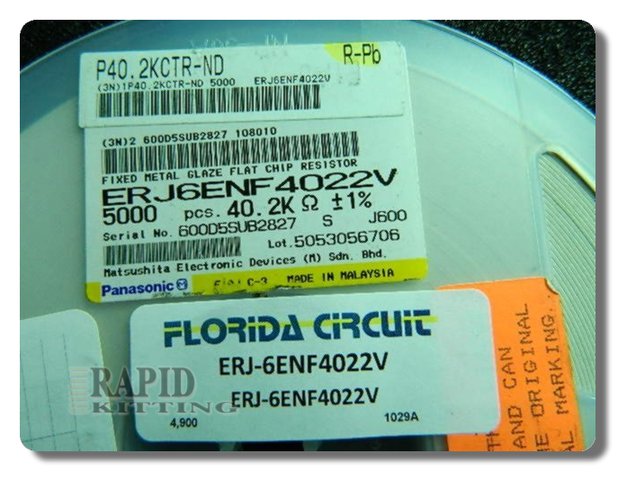 P40.2KCTR-ND
R-Pb
(3N)1P40.2KCTR-ND 5000 ERJ6ENF4022V
(3N)2 600D5SUB2827 108010
FIXED METAL GLAZE FLAT CHIP RESISTOR
ERJ6ENF4022V
5000 pcs. 40.2K Ω ±1%
Serial No. 600D5SUB2827 S J600
Lot.5053056706
Matsushita Electronic Devices (M) Sdn. Bhd.
Panasonic C-3 MADE IN MALAYSIA
FLORIDA CIRCUIT
ERJ-6ENF4022V
ERJ-6ENF4022V
4,900 1029A
AND CAN
ORIGINAL
MARKING.
RAPID
KITTING